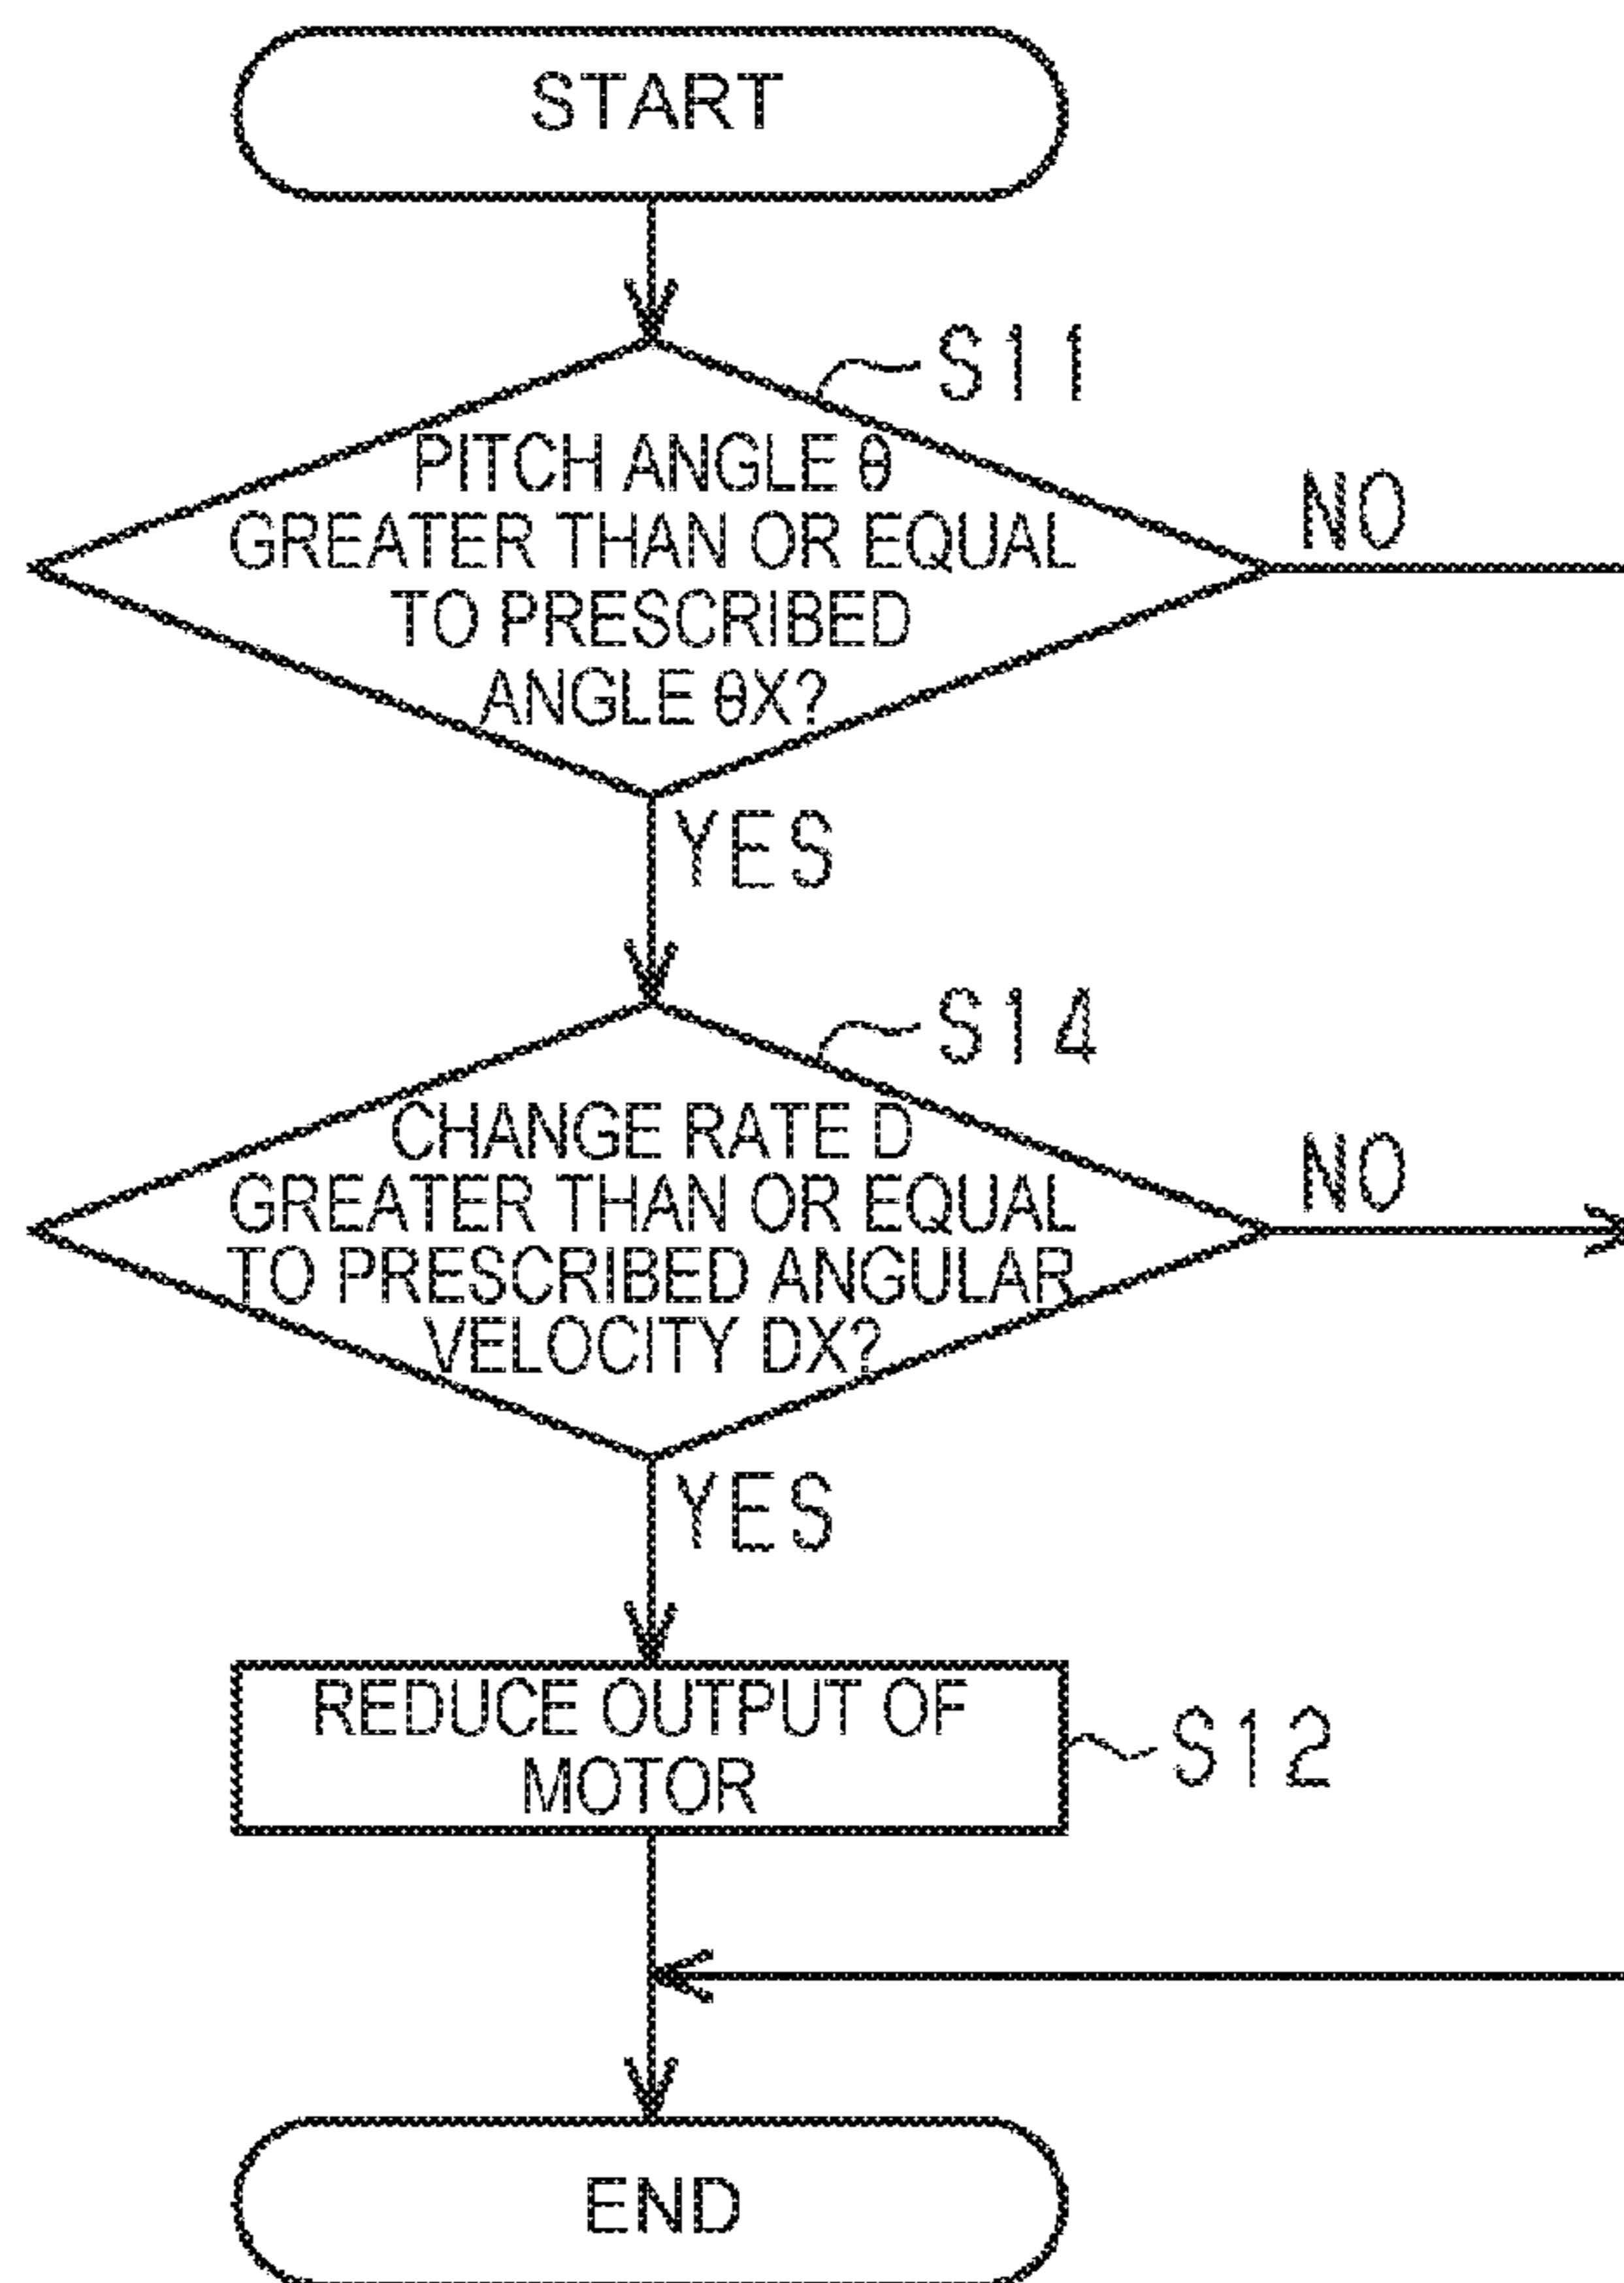 START
S11
PITCH ANGLE θ
GREATER THAN OR EQUAL
TO PRESCRIBED
ANGLE θX?
NO
YES
S14
CHANGE RATE D
GREATER THAN OR EQUAL
TO PRESCRIBED ANGULAR
VELOCITY DX?
NO
YES
REDUCE OUTPUT OF
MOTOR
S12
END